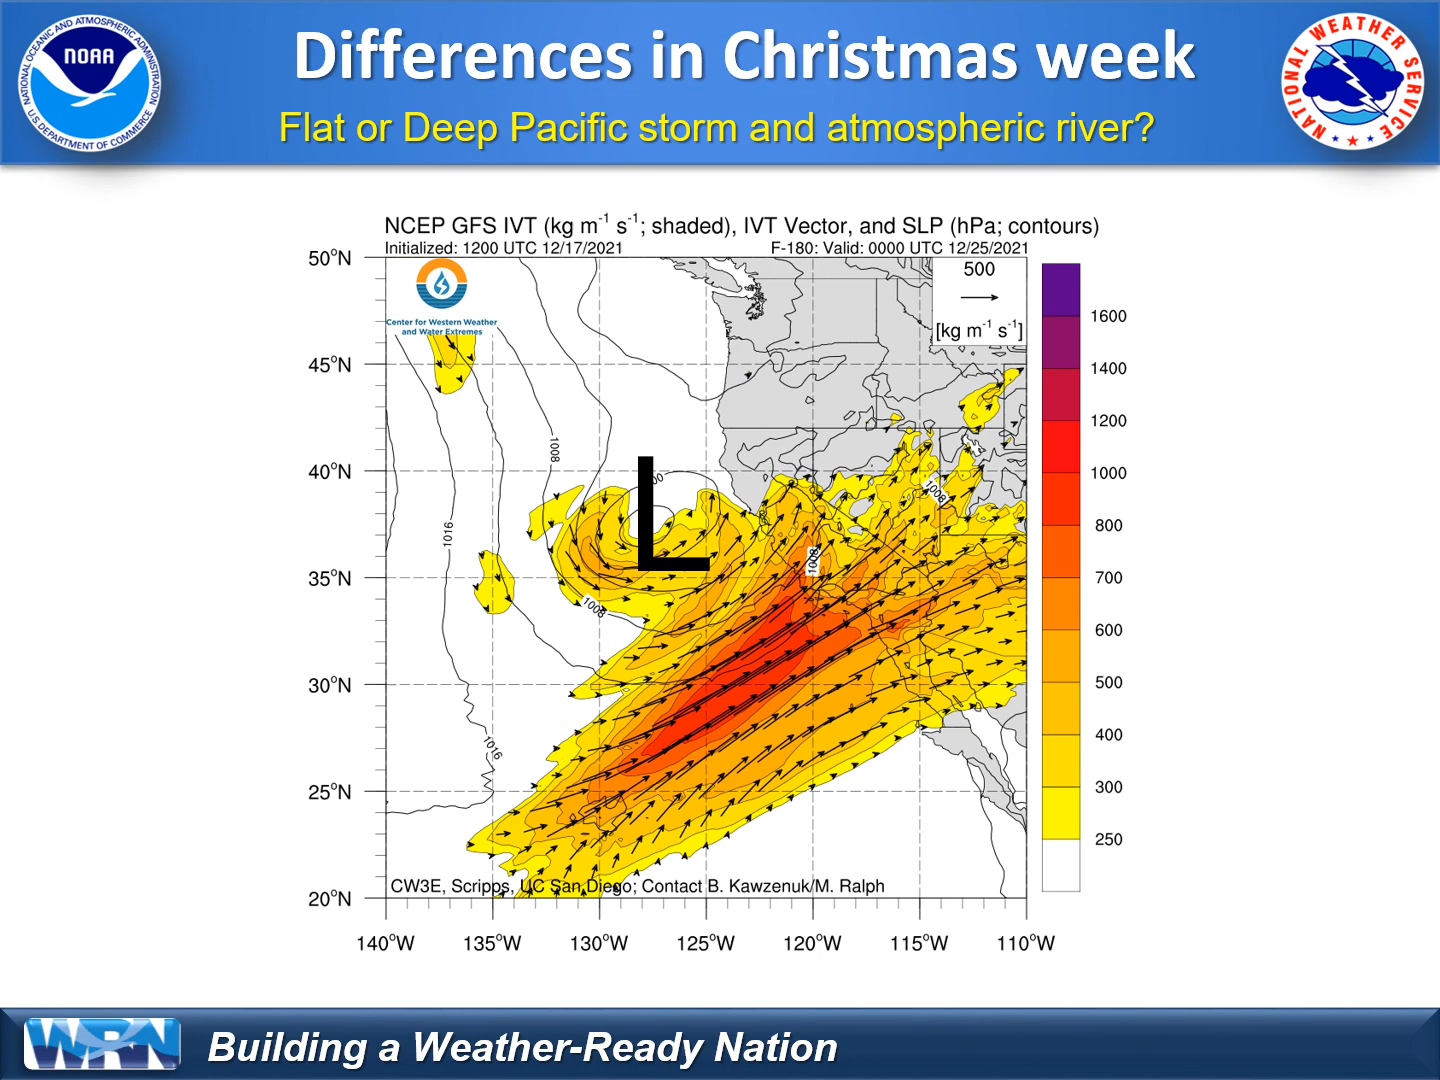 NATIONAL OCEANIC AND ATMOSPHERIC ADMINISTRATION
NOAA
U.S. DEPARTMENT OF COMMERCE
Differences in Christmas week
Flat or Deep Pacific storm and atmospheric river?
NATIONAL WEATHER SERVICE
NCEP GFS IVT (kg m⁻¹ s⁻¹; shaded), IVT Vector, and SLP (hPa; contours)
Initialized: 1200 UTC 12/17/2021 F-180: Valid: 0000 UTC 12/25/2021
Center for Western Weather
and Water Extremes
500
[kg m⁻¹ s⁻¹]
50°N
45°N
40°N
35°N
30°N
25°N
20°N
1008
1016
1008
1016
1008
1008
L
1600
1400
1200
1000
800
700
600
500
400
300
250
CW3E, Scripps, UC San Diego; Contact B. Kawzenuk/M. Ralph
140°W 135°W 130°W 125°W 120°W 115°W 110°W
WRN
Building a Weather-Ready Nation